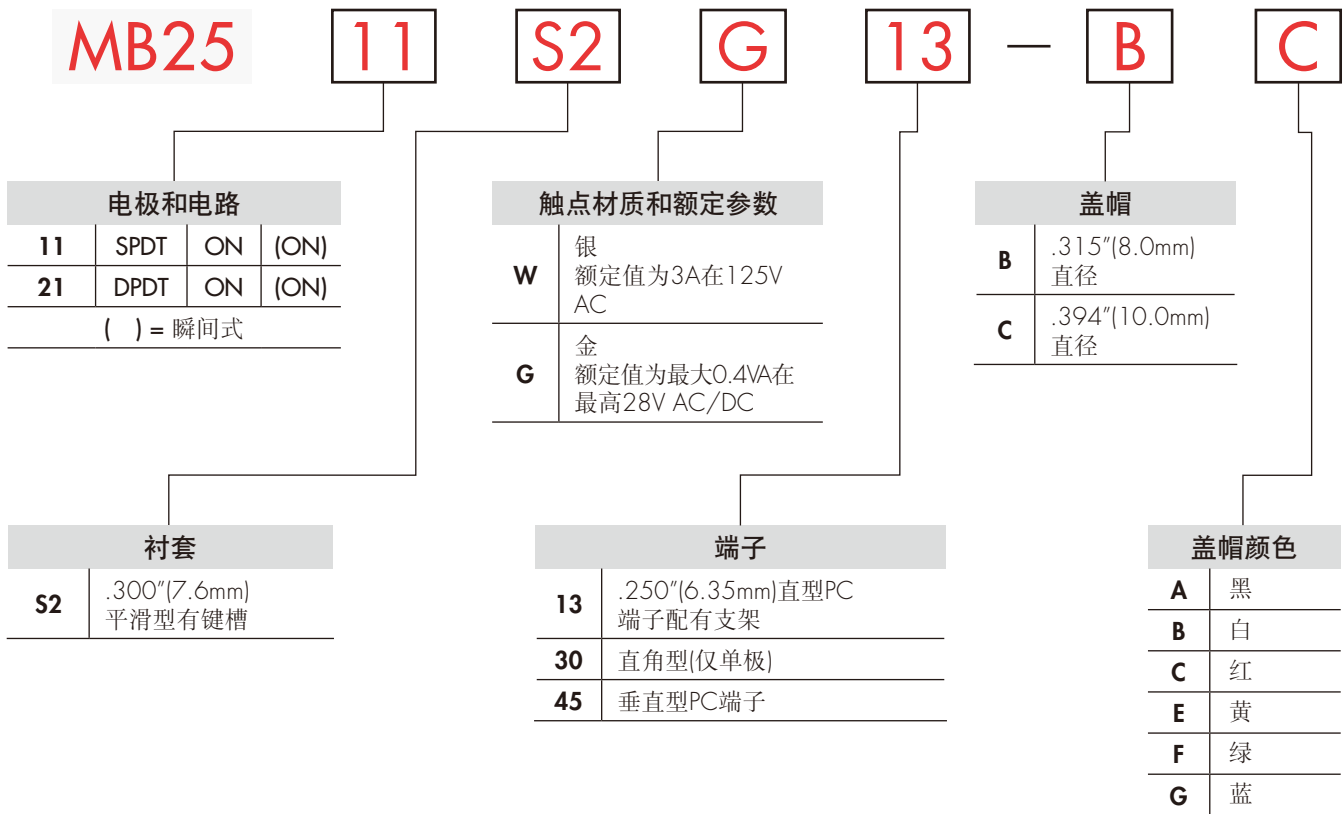 MB25 11 S2 G 13 — B C
电极和电路
11 SPDT ON (ON)
21 DPDT ON (ON)
( ) = 瞬间式
触点材质和额定参数
W 银
额定值为3A在125V
AC
G 金
额定值为最大0.4VA在
最高28V AC/DC
盖帽
B .315"(8.0mm)
直径
C .394"(10.0mm)
直径
衬套
S2 .300"(7.6mm)
平滑型有键槽
端子
13 .250"(6.35mm)直型PC
端子配有支架
30 直角型(仅单极)
45 垂直型PC端子
盖帽颜色
A 黑
B 白
C 红
E 黄
F 绿
G 蓝